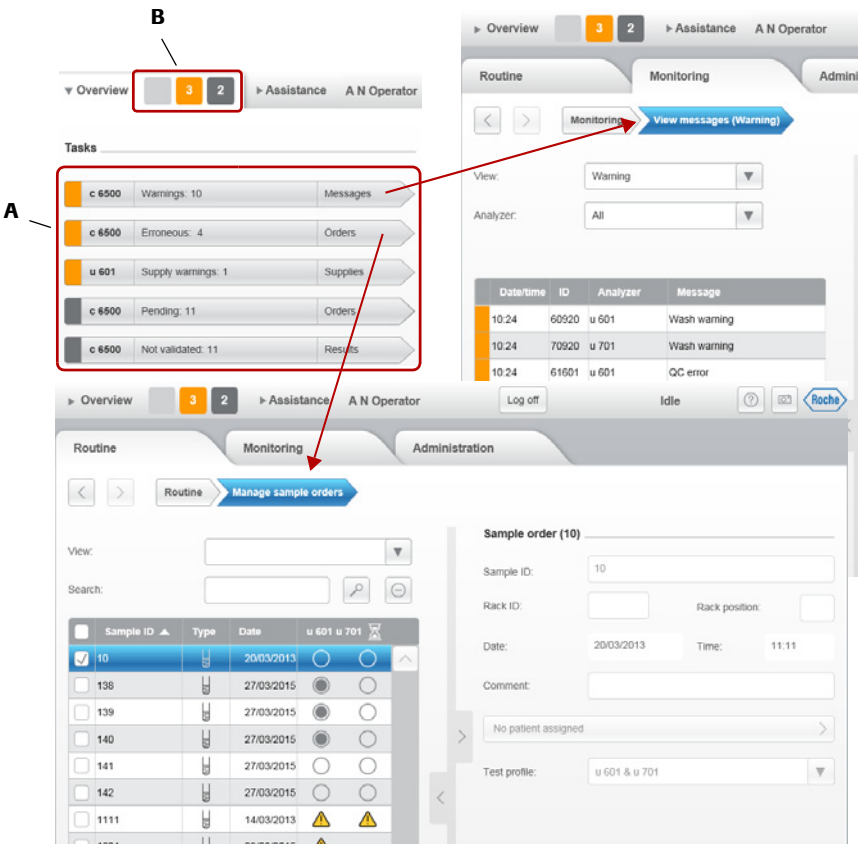 B
Overview 3 2 Assistance A N Operator
Tasks
A
c 6500 Warnings: 10 Messages
c 6500 Erroneous: 4 Orders
u 601 Supply warnings: 1 Supplies
c 6500 Pending: 11 Orders
c 6500 Not validated: 11 Results
Overview 3 2 Assistance A N Operator
Routine Monitoring Admini
Monitoring View messages (Warning)
View: Warning
Analyzer: All
Date/time ID Analyzer Message
10:24 60920 u 601 Wash warning
10:24 70920 u 701 Wash warning
10:24 61601 u 601 QC error
Overview 3 2 Assistance A N Operator Log off Idle ? Roche
Routine Monitoring Administration
Routine Manage sample orders
View:
Search:
Sample ID Type Date u 601 u 701
10 20/03/2013
138 27/03/2015
139 27/03/2015
140 27/03/2015
141 27/03/2015
142 27/03/2015
1111 14/03/2013
Sample order (10)
Sample ID: 10
Rack ID: Rack position:
Date: 20/03/2013 Time: 11:11
Comment:
No patient assigned
Test profile: u 601 & u 701